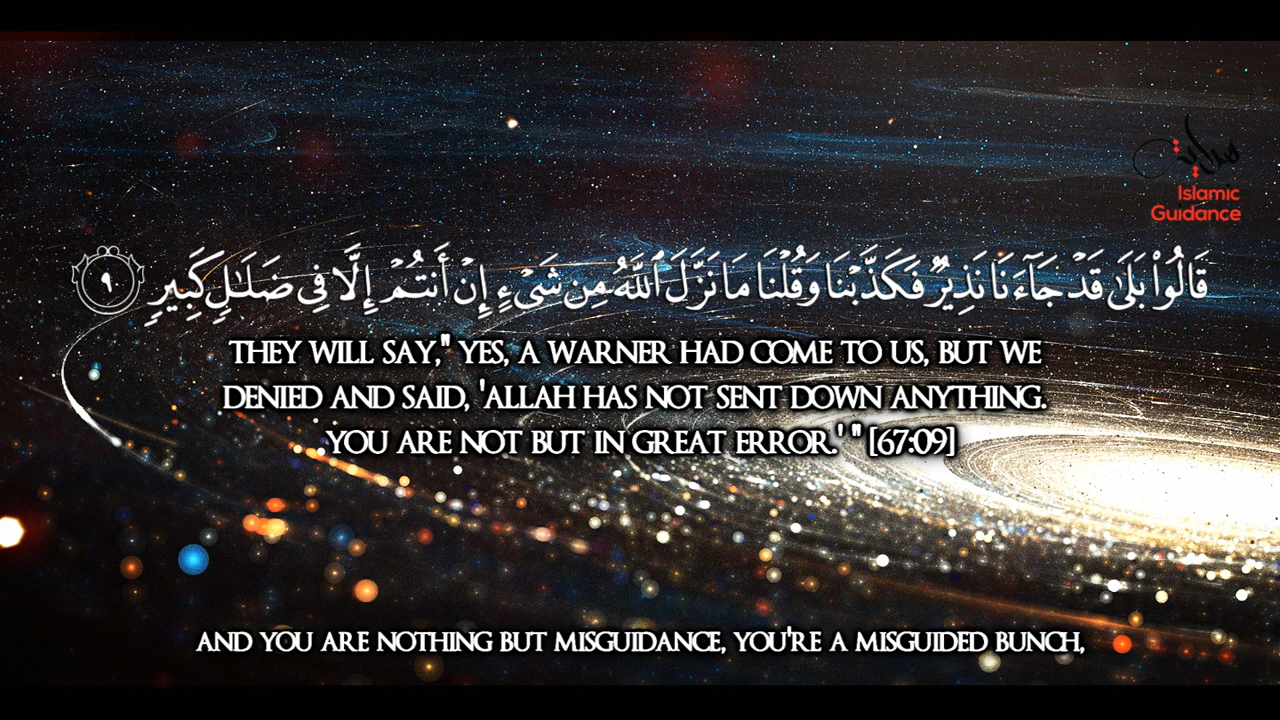 هداية
Islamic
Guidance
قَالُوا۟ بَلَىٰ قَدْ جَآءَنَا نَذِيرٌ فَكَذَّبْنَا وَقُلْنَا مَا نَزَّلَ ٱللَّهُ مِن شَىْءٍ إِنْ أَنتُمْ إِلَّا فِى ضَلَـٰلٍ كَبِيرٍ ٩
THEY WILL SAY," YES, A WARNER HAD COME TO US, BUT WE
DENIED AND SAID, 'ALLAH HAS NOT SENT DOWN ANYTHING.
YOU ARE NOT BUT IN GREAT ERROR.' " [67:09]
AND YOU ARE NOTHING BUT MISGUIDANCE, YOU'RE A MISGUIDED BUNCH,